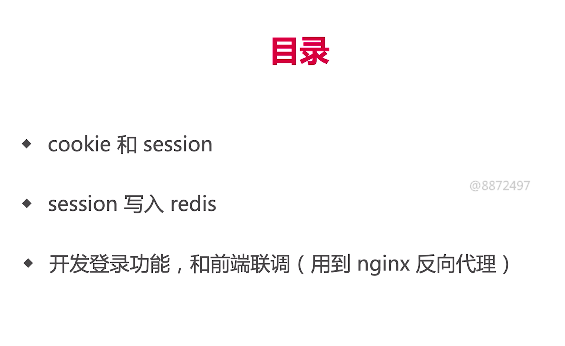 目录
cookie 和 session
@8872497
session 写入 redis
开发登录功能，和前端联调（用到 nginx 反向代理）